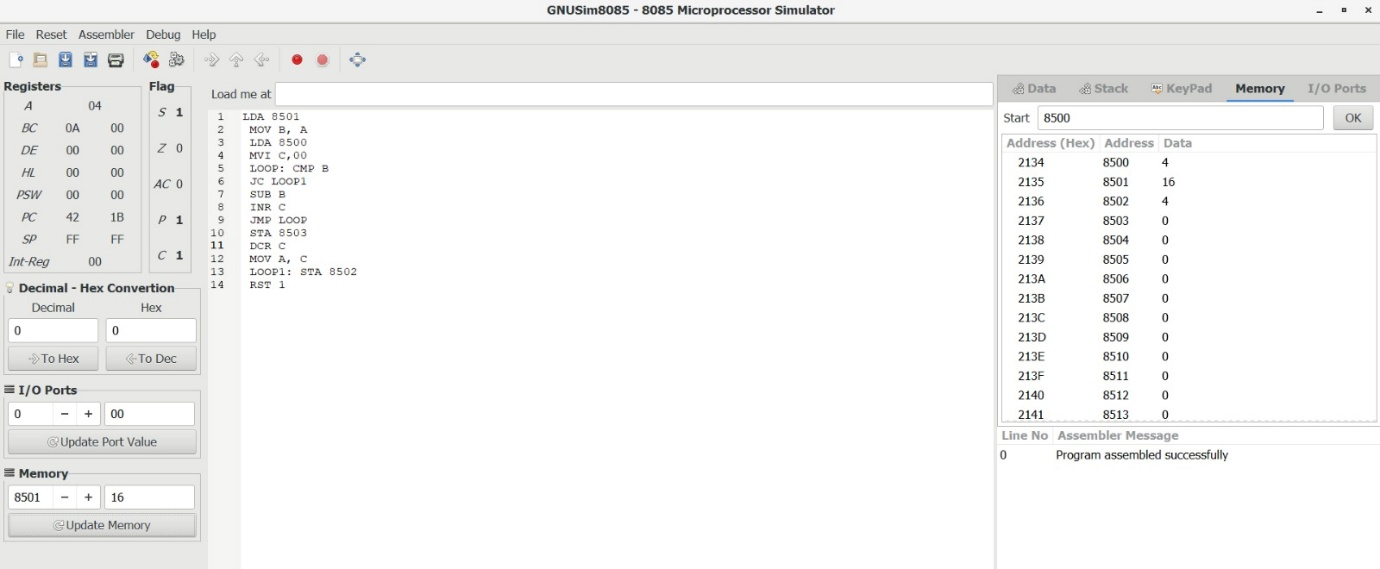 GNUSim8085 - 8085 Microprocessor Simulator
File Reset Assembler Debug Help
Registers
A 04
BC 0A 00
DE 00 00
HL 00 00
PSW 00 00
PC 42 1B
SP FF FF
Int-Reg 00
Flag
S 1
Z 0
AC 0
P 1
C 1
Decimal - Hex Convertion
Decimal Hex
0 0
To Hex To Dec
I/O Ports
0 - + 00
Update Port Value
Memory
8501 - + 16
Update Memory
Load me at
1 LDA 8501
2 MOV B, A
3 LDA 8500
4 MVI C,00
5 LOOP: CMP B
6 JC LOOP1
7 SUB B
8 INR C
9 JMP LOOP
10 STA 8503
11 DCR C
12 MOV A, C
13 LOOP1: STA 8502
14 RST 1
Data Stack KeyPad Memory I/O Ports
Start 8500 OK
Address (Hex) Address Data
2134 8500 4
2135 8501 16
2136 8502 4
2137 8503 0
2138 8504 0
2139 8505 0
213A 8506 0
213B 8507 0
213C 8508 0
213D 8509 0
213E 8510 0
213F 8511 0
2140 8512 0
2141 8513 0
Line No Assembler Message
0 Program assembled successfully